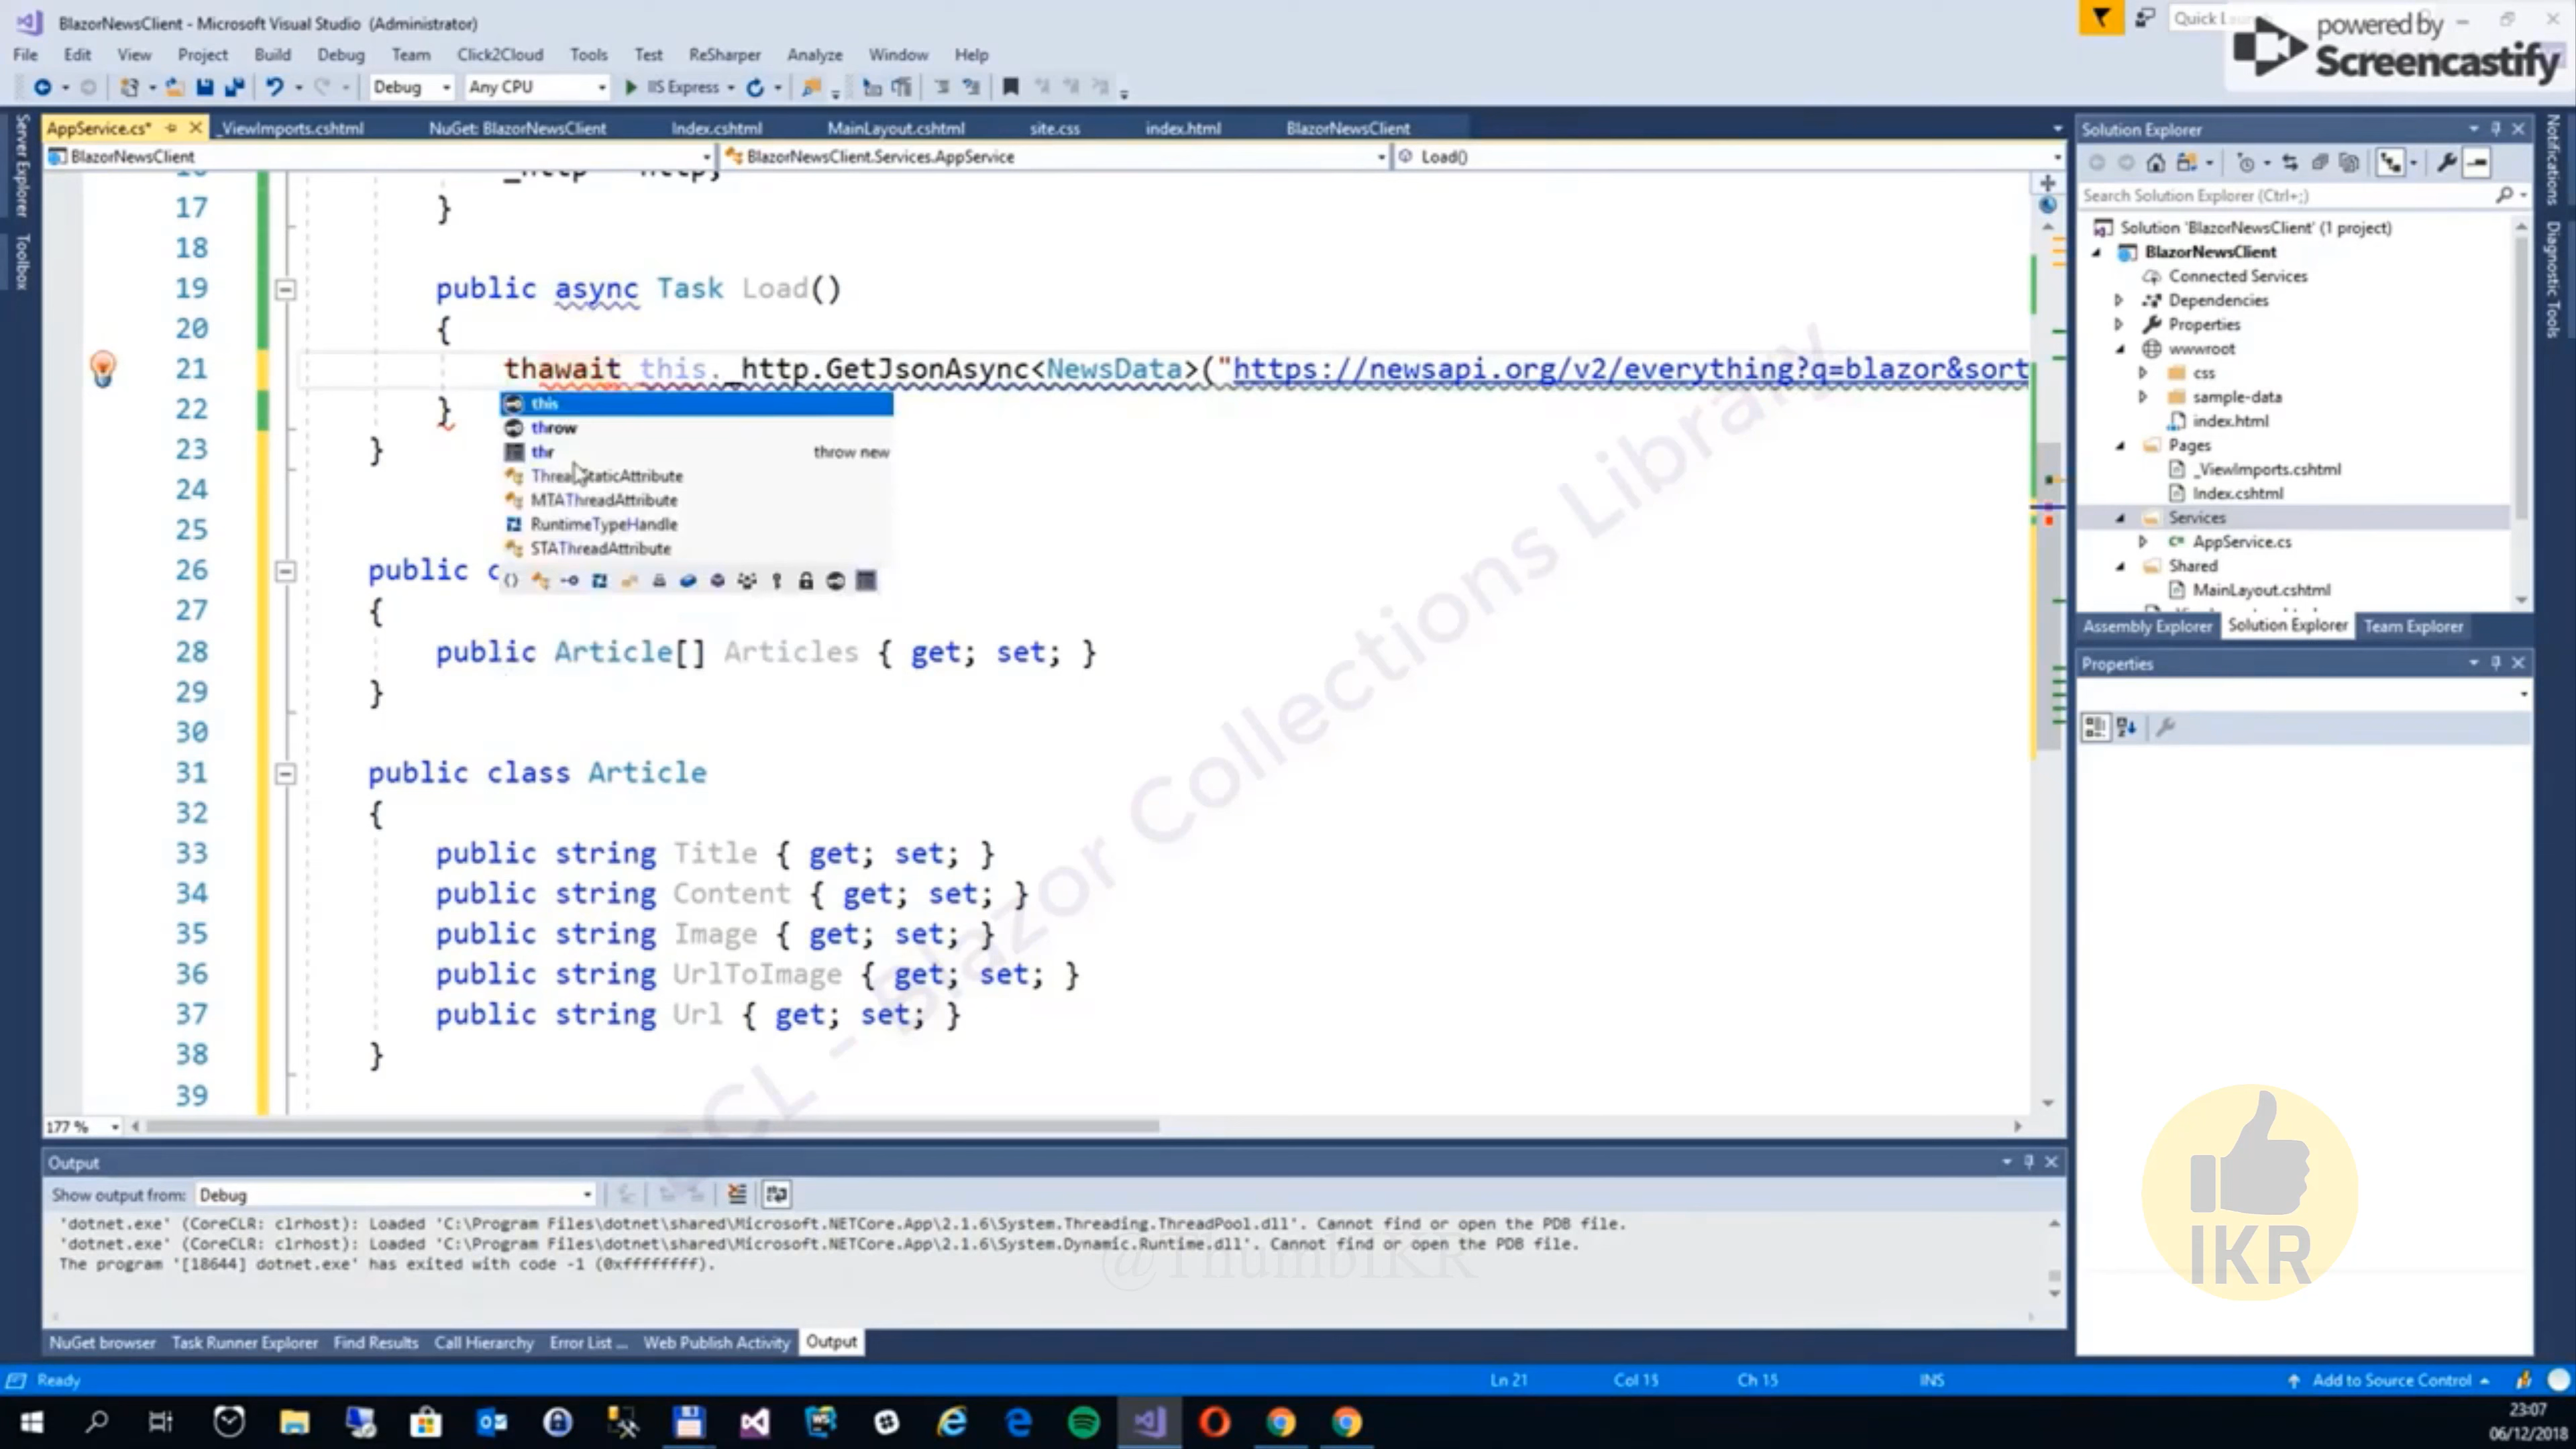 BlazorNewsClient - Microsoft Visual Studio (Administrator)
powered by
Screencastify
File Edit View Project Build Debug Team Click2Cloud Tools Test ReSharper Analyze Window Help
Debug Any CPU IIS Express
AppService.cs* _ViewImports.cshtml NuGet: BlazorNewsClient Index.cshtml MainLayout.cshtml site.css index.html BlazorNewsClient
BlazorNewsClient BlazorNewsClient.Services.AppService Load()
Server Explorer
Toolbox
17 }
18
19 public async Task Load()
20 {
21 thawait this._http.GetJsonAsync<NewsData>("https://newsapi.org/v2/everything?q=blazor&sort
22 }
23 }
24
25
26 public c
27 {
28 public Article[] Articles { get; set; }
29 }
30
31 public class Article
32 {
33 public string Title { get; set; }
34 public string Content { get; set; }
35 public string Image { get; set; }
36 public string UrlToImage { get; set; }
37 public string Url { get; set; }
38 }
39
this
throw
thr throw new
ThreadStaticAttribute
MTAThreadAttribute
RuntimeTypeHandle
STAThreadAttribute
BCL - Blazor Collections Library
177 %
Output
Show output from: Debug
'dotnet.exe' (CoreCLR: clrhost): Loaded 'C:\Program Files\dotnet\shared\Microsoft.NETCore.App\2.1.6\System.Threading.ThreadPool.dll'. Cannot find or open the PDB file.
'dotnet.exe' (CoreCLR: clrhost): Loaded 'C:\Program Files\dotnet\shared\Microsoft.NETCore.App\2.1.6\System.Dynamic.Runtime.dll'. Cannot find or open the PDB file.
The program '[18644] dotnet.exe' has exited with code -1 (0xffffffff).
@ThumbIKR
NuGet browser Task Runner Explorer Find Results Call Hierarchy Error List ... Web Publish Activity Output
Solution Explorer
Search Solution Explorer (Ctrl+;)
Solution 'BlazorNewsClient' (1 project)
BlazorNewsClient
Connected Services
Dependencies
Properties
wwwroot
css
sample-data
index.html
Pages
_ViewImports.cshtml
Index.cshtml
Services
C# AppService.cs
Shared
MainLayout.cshtml
Assembly Explorer Solution Explorer Team Explorer
Properties
Notifications
Diagnostic Tools
IKR
Ready Ln 21 Col 15 Ch 15 INS Add to Source Control
23:07
06/12/2018